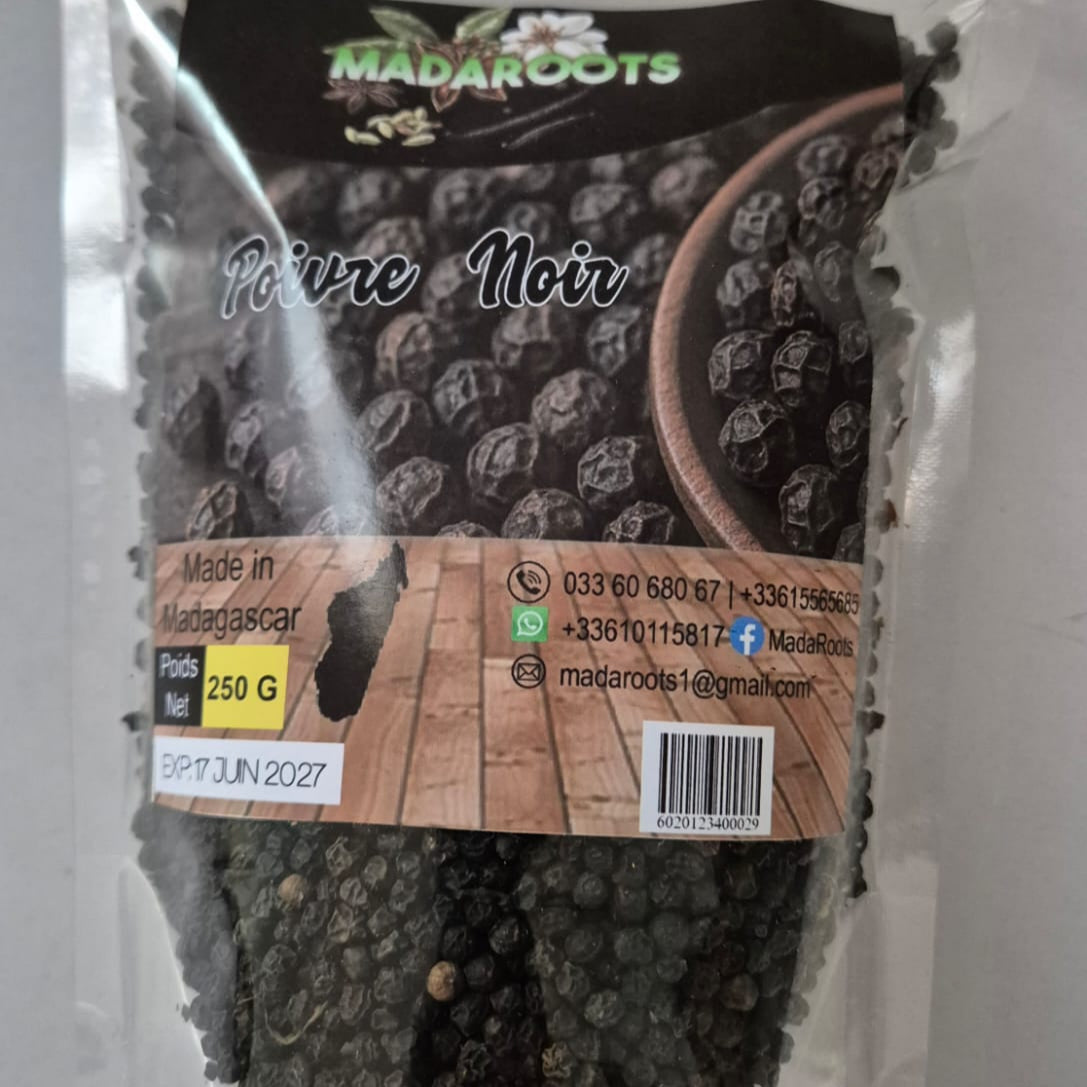 MADAROOTS
Poivre Noir
Made in
Madagascar
Poids
Net
250 G
EXP: 17 JUIN 2027
033 60 680 67 | +33615565685
+33610115817 MadaRoots
madaroots1@gmail.com
6020123400029